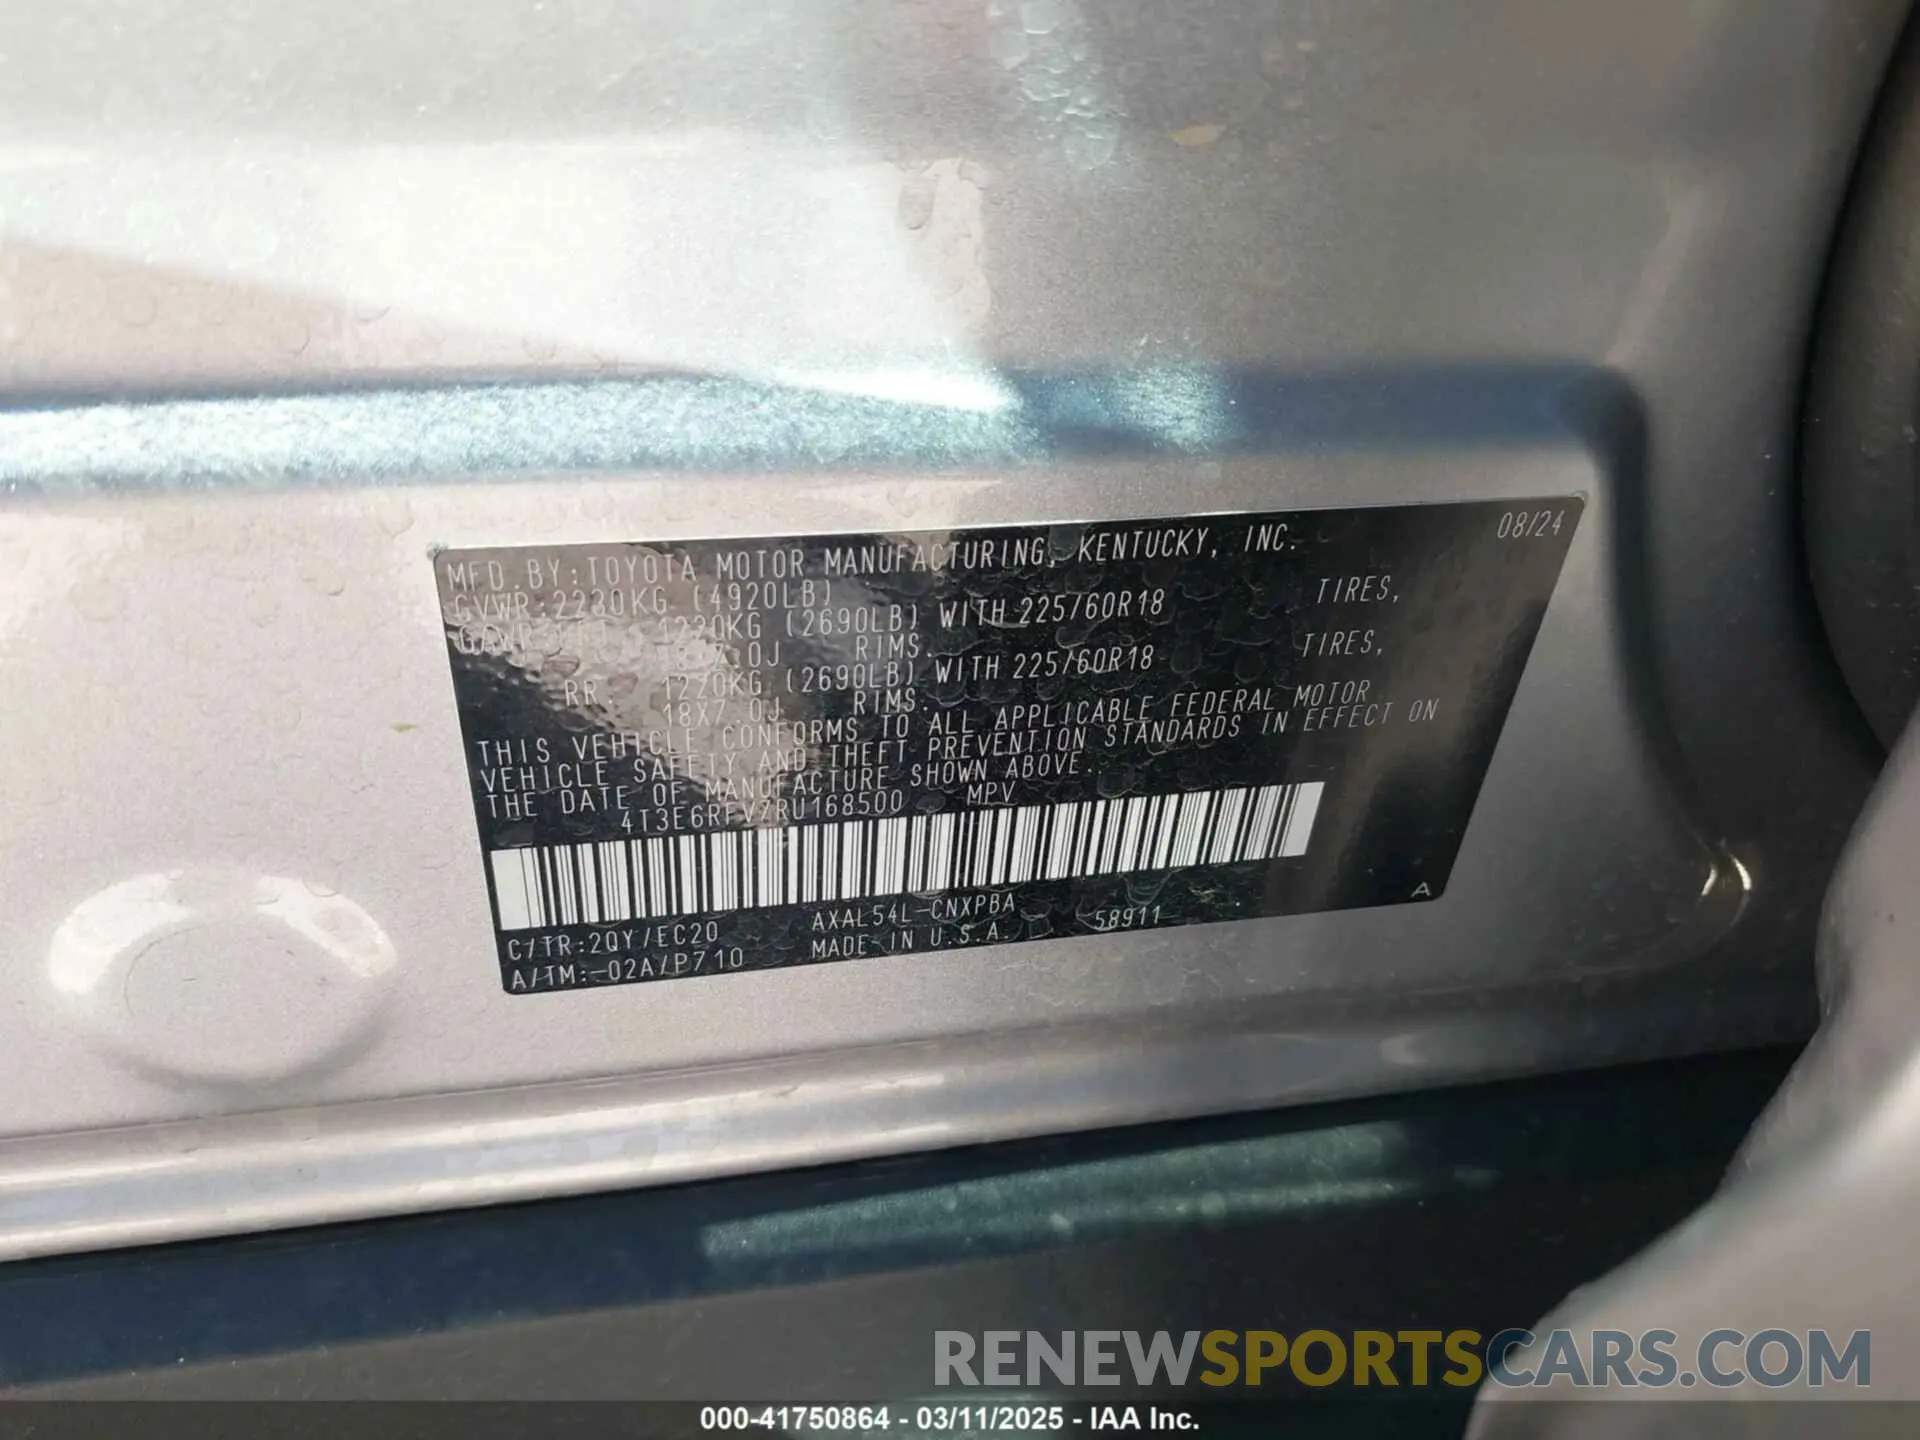 08/24
MFD.BY:TOYOTA MOTOR MANUFACTURING, KENTUCKY, INC.
GVWR:2230KG (4920LB)
1220KG (2690LB) WITH 225/60R18 TIRES,
RIMS.
RR: 1220KG (2690LB) WITH 225/60R18 TIRES,
18X7.0J RIMS.
THIS VEHICLE CONFORMS TO ALL APPLICABLE FEDERAL MOTOR
VEHICLE SAFETY AND THEFT PREVENTION STANDARDS IN EFFECT ON
THE DATE OF MANUFACTURE SHOWN ABOVE.
MPV
C/TR:2QY/EC20 AXAL54L-CNXPBA 58911 A
A/TM:-02A/P710 MADE IN U.S.A.
RENEWSPORTSCARS.COM
000-41750864 - 03/11/2025 - IAA Inc.